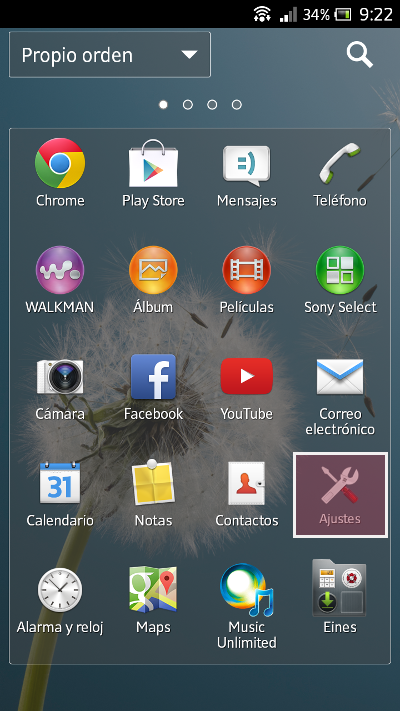 34% 9:22
Propio orden
Chrome Play Store Mensajes Teléfono
WALKMAN Álbum Películas Sony Select
Cámara Facebook YouTube Correo
electrónico
31
Calendario Notas Contactos Ajustes
Alarma y reloj Maps Music Eines
Unlimited